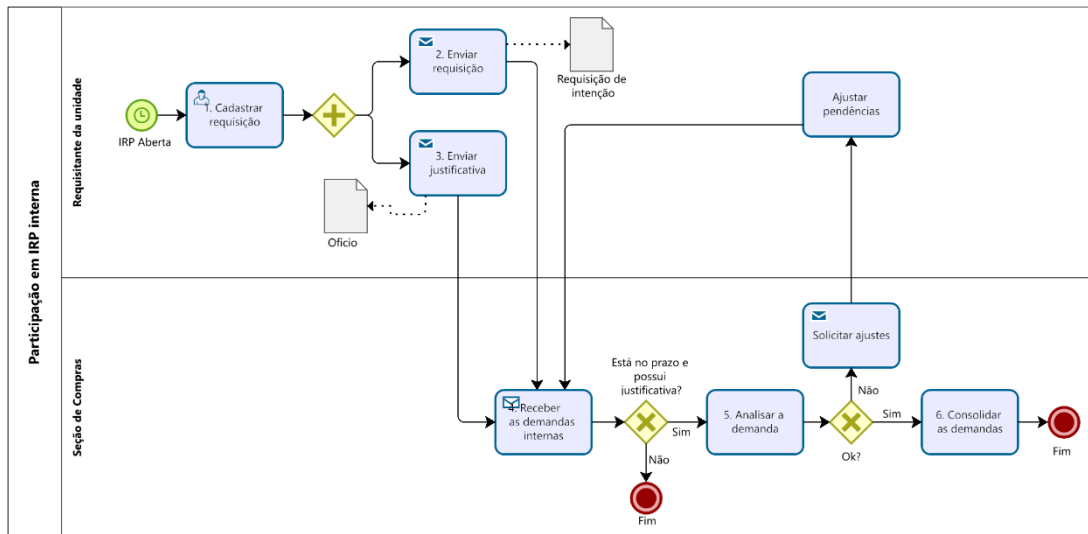 Participação em IRP interna
Requisitante da unidade
IRP Aberta
1. Cadastrar
requisição
2. Enviar
requisição
Requisição de
intenção
3. Enviar
justificativa
Ofício
Ajustar
pendências
Seção de Compras
4. Receber
as demandas
internas
Está no prazo e
possui
justificativa?
Sim
Não
Fim
5. Analisar a
demanda
Solicitar ajustes
Não
Sim
Ok?
6. Consolidar
as demandas
Fim